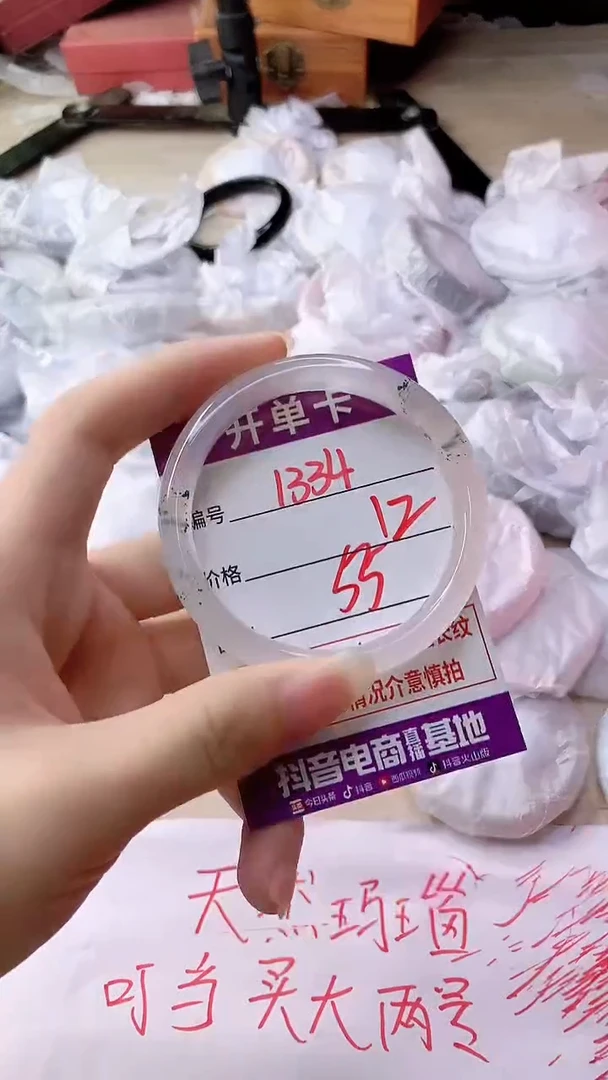 开单卡
编号 1334
12
价格 55
情况介意慎拍
抖音电商直播基地
今日头条 抖音 西瓜视频 抖音火山版
天然玛瑙
叮当买大两号